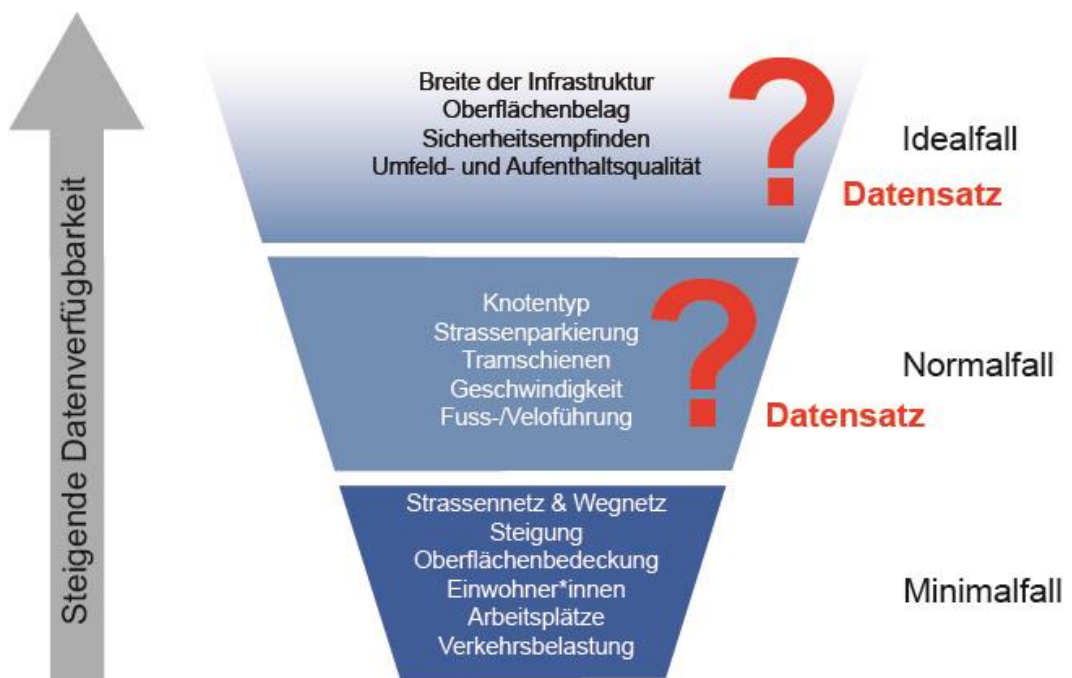 Steigende Datenverfügbarkeit
Breite der Infrastruktur
Oberflächenbelag
Sicherheitsempfinden
Umfeld- und Aufenthaltsqualität
?
Datensatz
Idealfall
Knotentyp
Strassenparkierung
Tramschienen
Geschwindigkeit
Fuss-/Veloführung
?
Datensatz
Normalfall
Strassennetz & Wegnetz
Steigung
Oberflächenbedeckung
Einwohner*innen
Arbeitsplätze
Verkehrsbelastung
Minimalfall